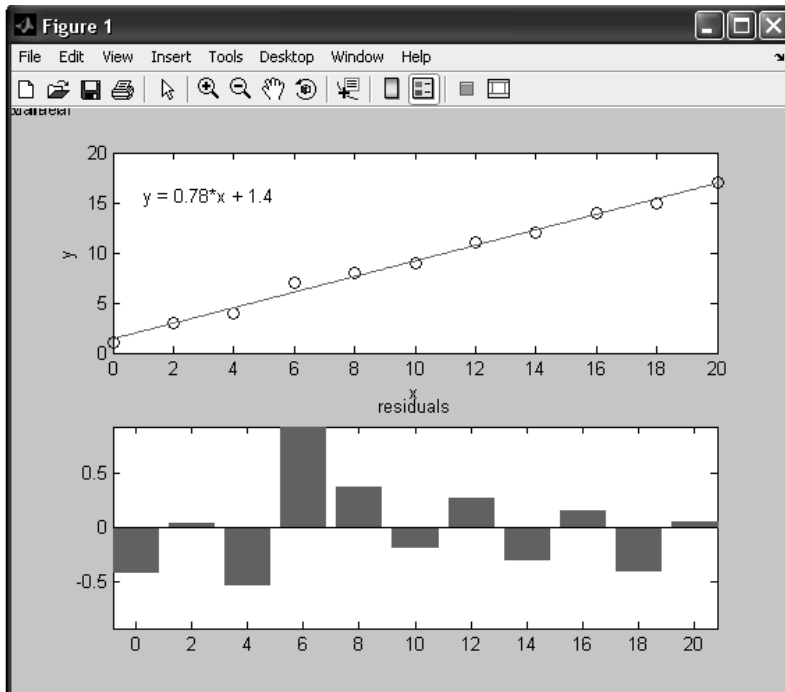 Figure 1
File Edit View Insert Tools Desktop Window Help
20
15
10
5
0
y
y = 0.78*x + 1.4
0 2 4 6 8 10 12 14 16 18 20
x
residuals
0.5
0
-0.5
0 2 4 6 8 10 12 14 16 18 20